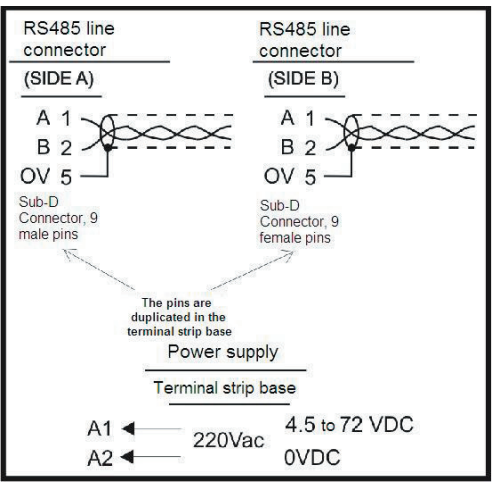 RS485 line
connector
(SIDE A)
A 1
B 2
OV 5
Sub-D
Connector, 9
male pins
RS485 line
connector
(SIDE B)
A 1
B 2
OV 5
Sub-D
Connector, 9
female pins
The pins are
duplicated in the
terminal strip base
Power supply
Terminal strip base
A1
A2
220Vac
4.5 to 72 VDC
0VDC